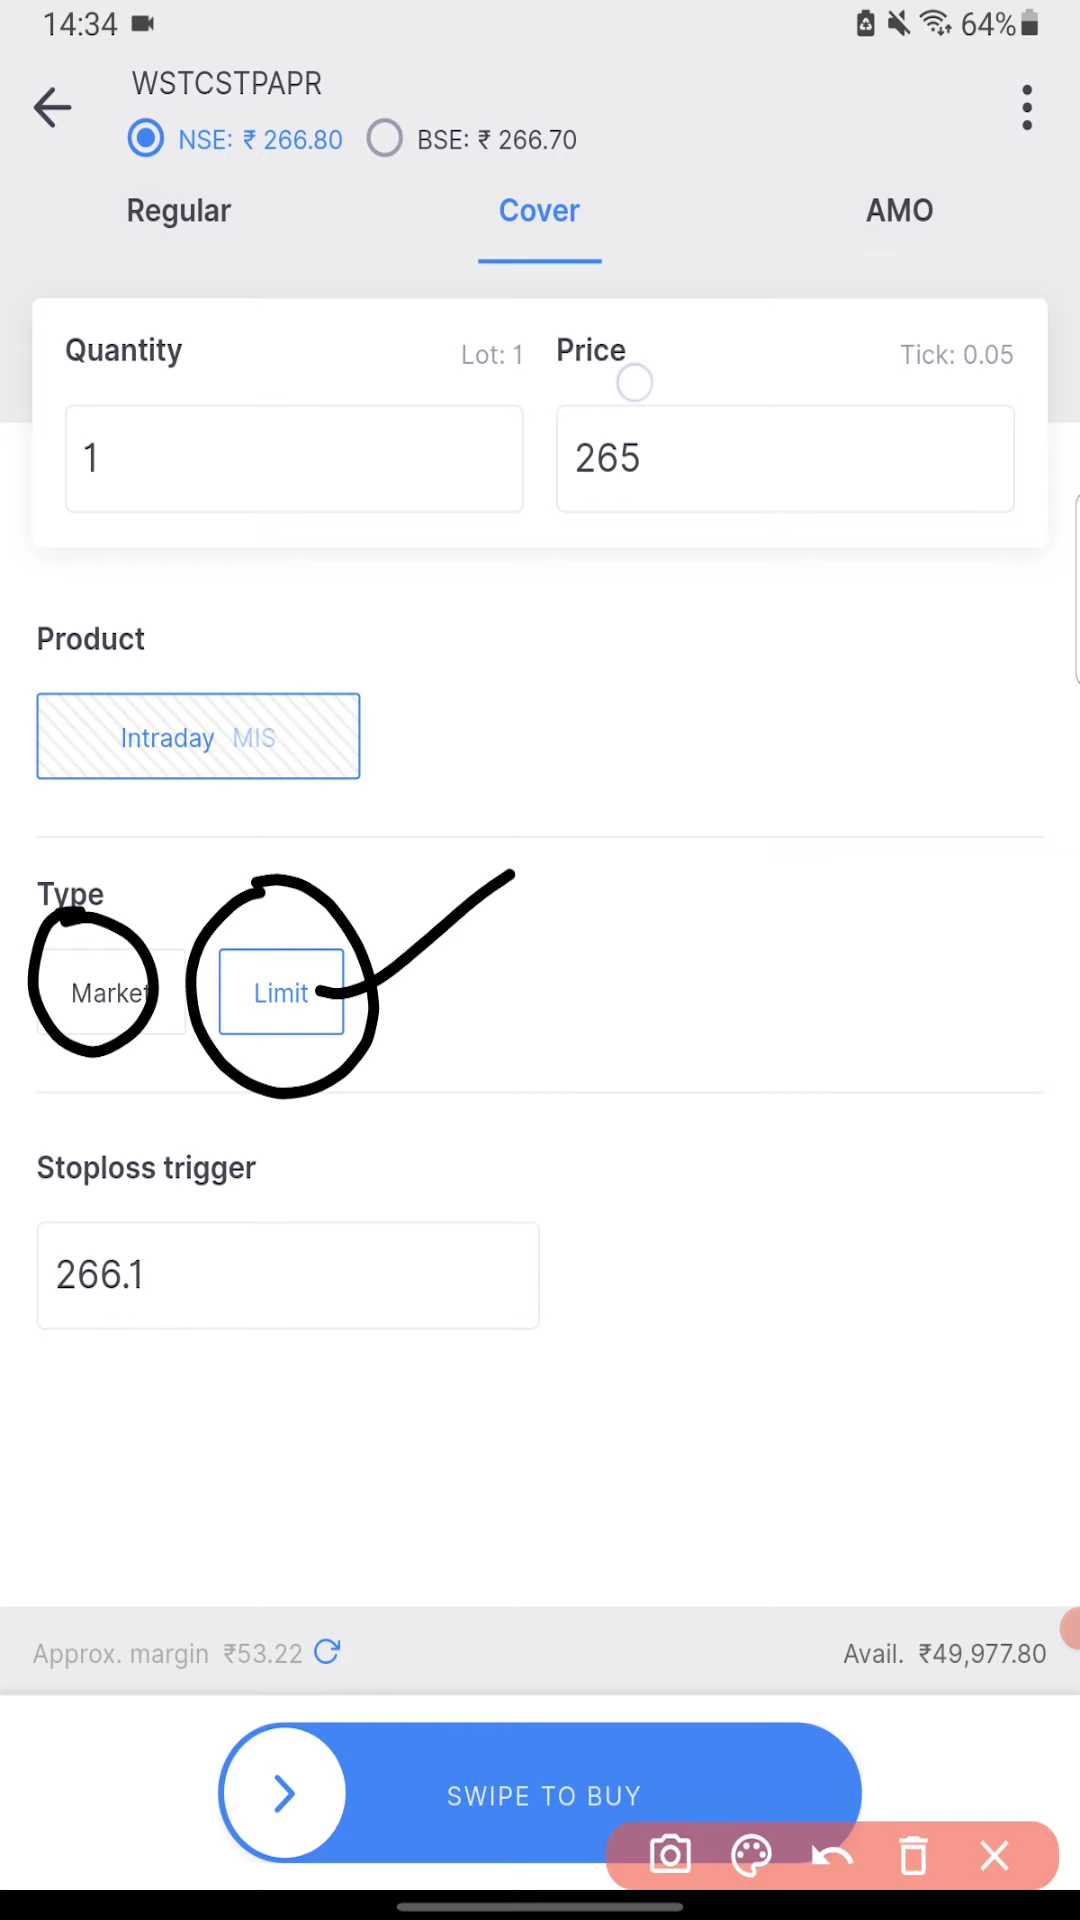 14:34
64%
WSTCSTPAPR
NSE: ₹ 266.80 BSE: ₹ 266.70
Regular Cover AMO
Quantity Lot: 1 Price Tick: 0.05
1 265
Product
Intraday MIS
Type
Market Limit
Stoploss trigger
266.1
Approx. margin ₹53.22 Avail. ₹49,977.80
SWIPE TO BUY